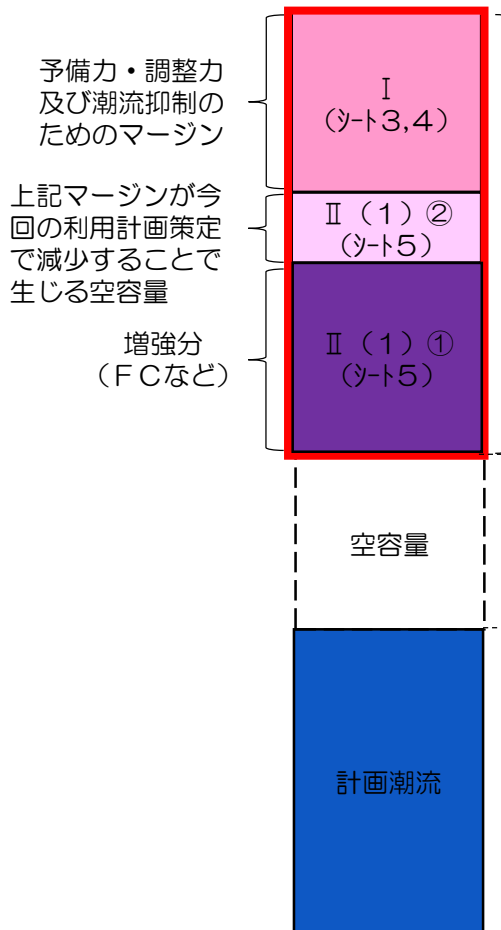 予備力・調整力
及び潮流抑制の
ためのマージン
Ⅰ
(シート3,4)
上記マージンが今
回の利用計画策定
で減少することで
生じる空容量
Ⅱ（１）②
(シート5)
増強分
（ＦＣなど）
Ⅱ（１）①
(シート5)
空容量
計画潮流